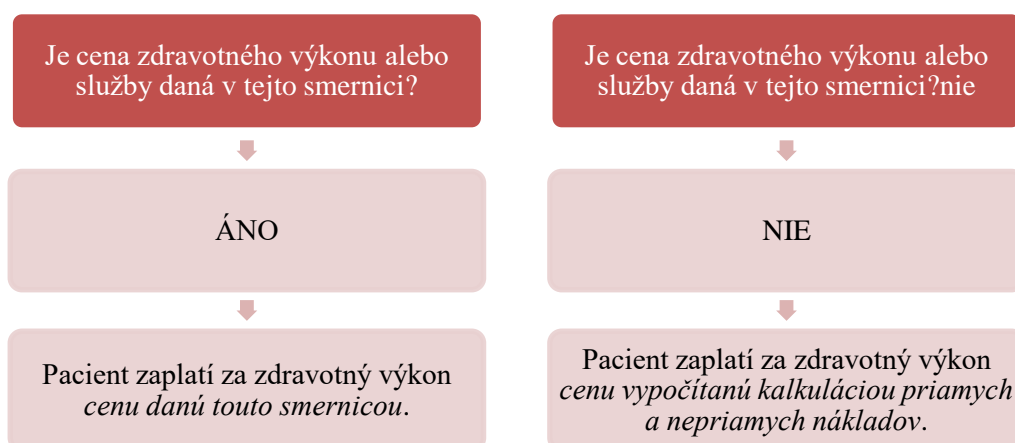 Je cena zdravotného výkonu alebo
služby daná v tejto smernici?
ÁNO
Pacient zaplatí za zdravotný výkon
cenu danú touto smernicou.
Je cena zdravotného výkonu alebo
služby daná v tejto smernici?nie
NIE
Pacient zaplatí za zdravotný výkon
cenu vypočítanú kalkuláciou priamych
a nepriamych nákladov.